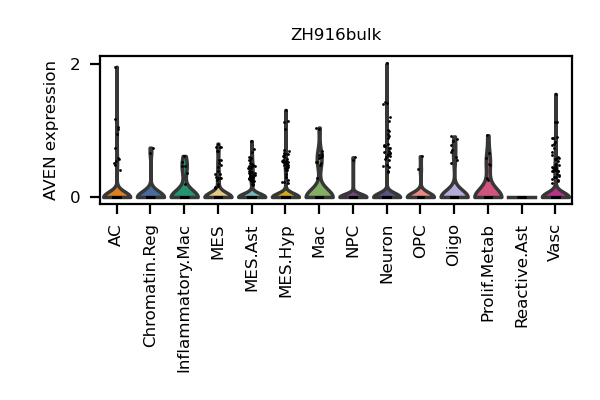 ZH916bulk
AVEN expression
2
0
AC
Chromatin.Reg
Inflammatory.Mac
MES
MES.Ast
MES.Hyp
Mac
NPC
Neuron
OPC
Oligo
Prolif.Metab
Reactive.Ast
Vasc